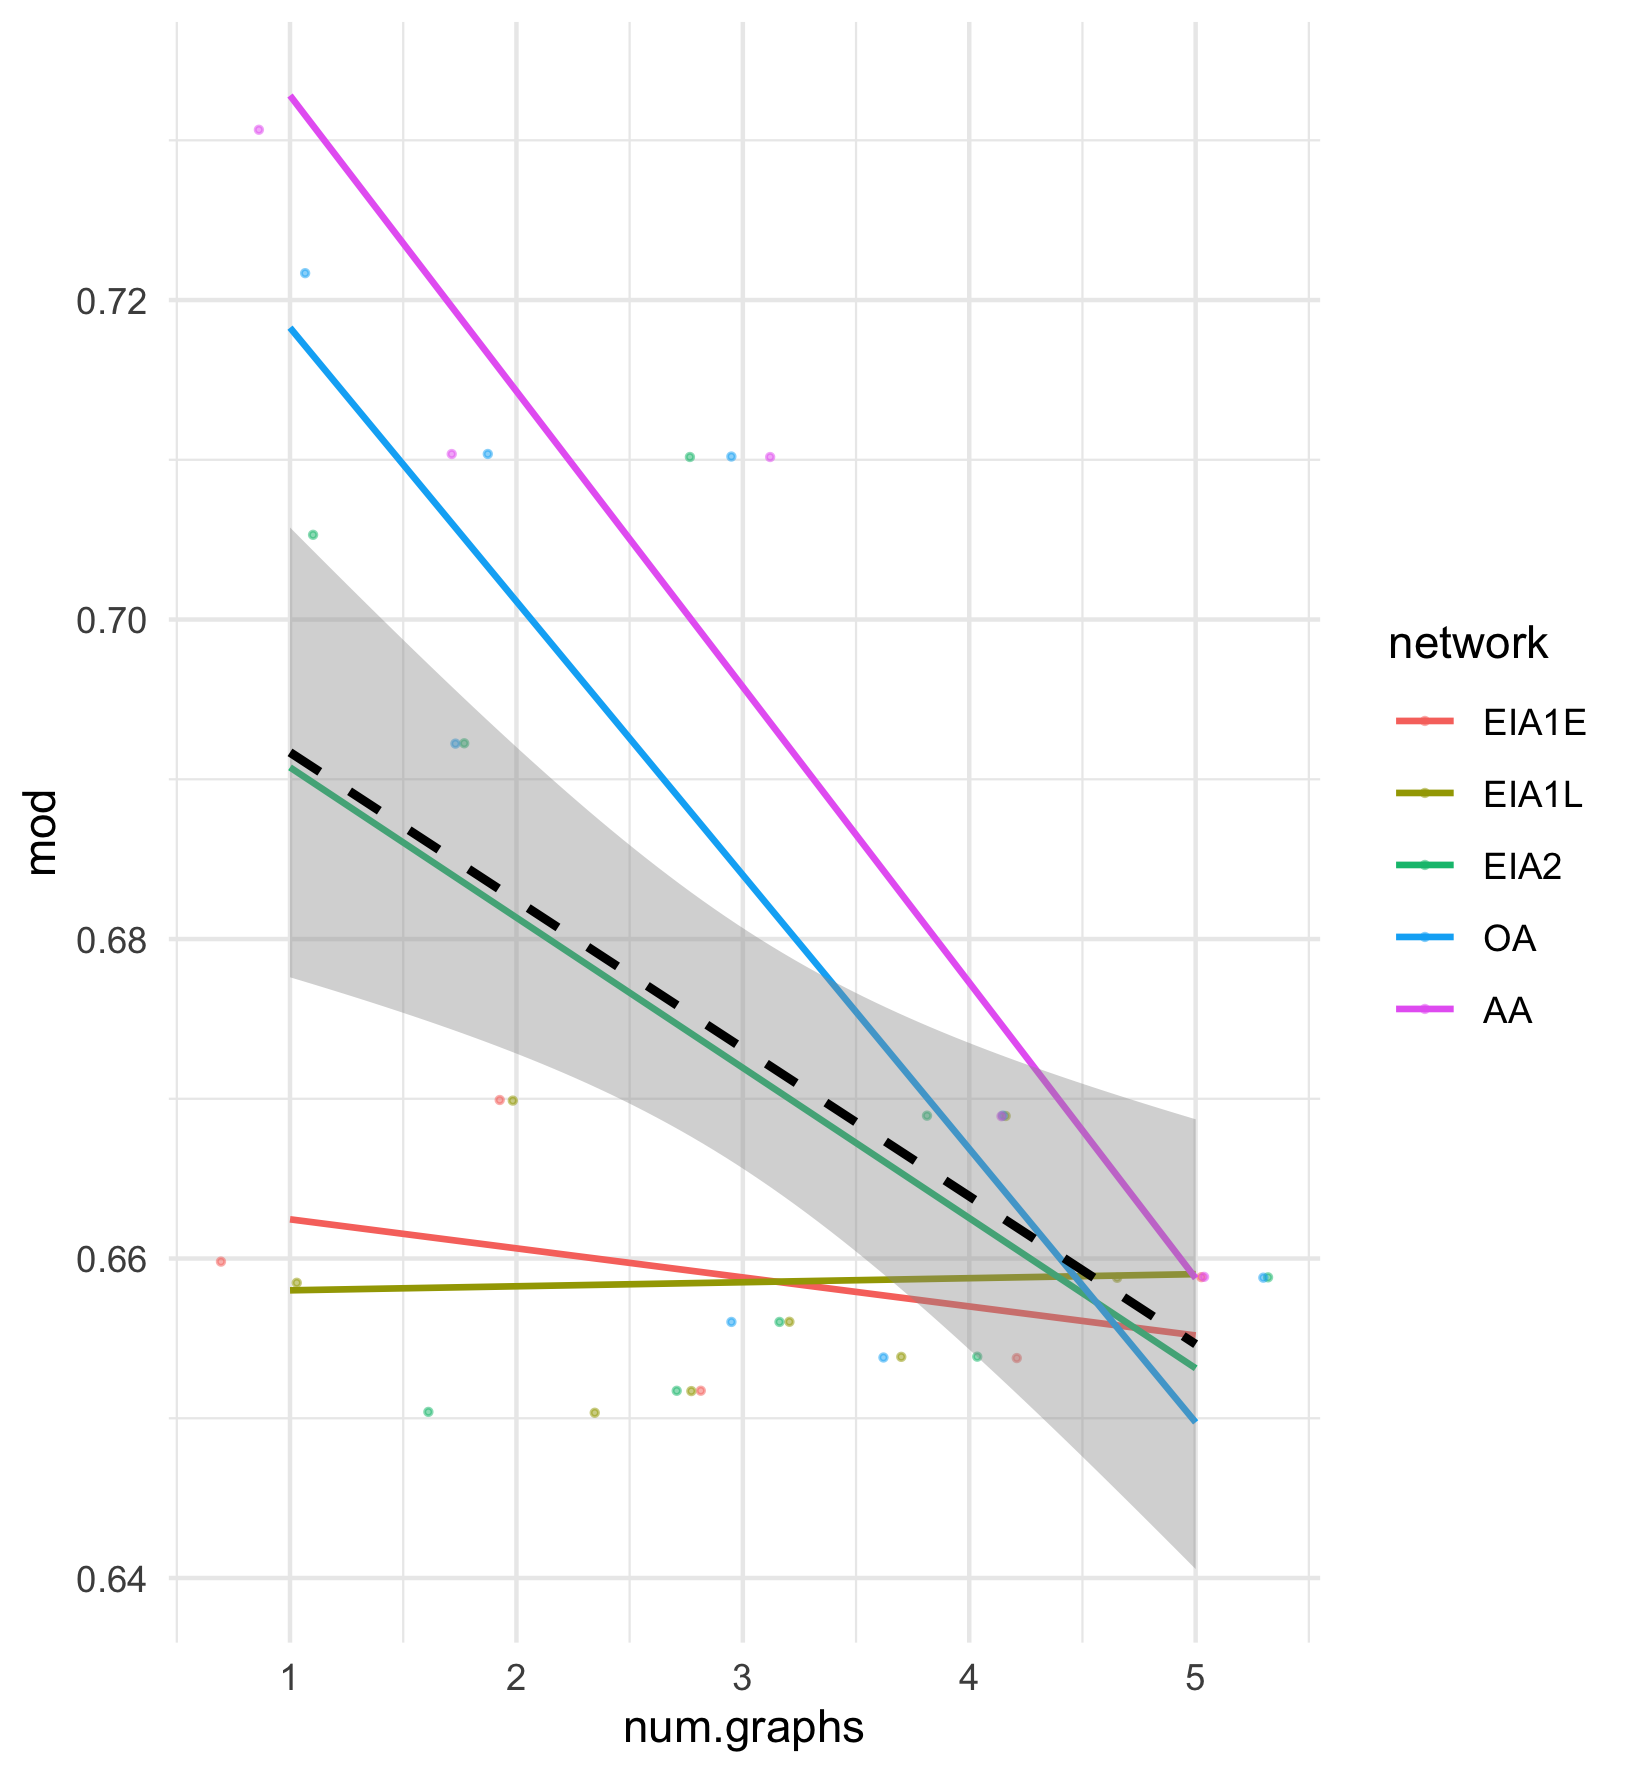 0.72
0.70
0.68
0.66
0.64
mod
1 2 3 4 5
num.graphs
network
EIA1E
EIA1L
EIA2
OA
AA